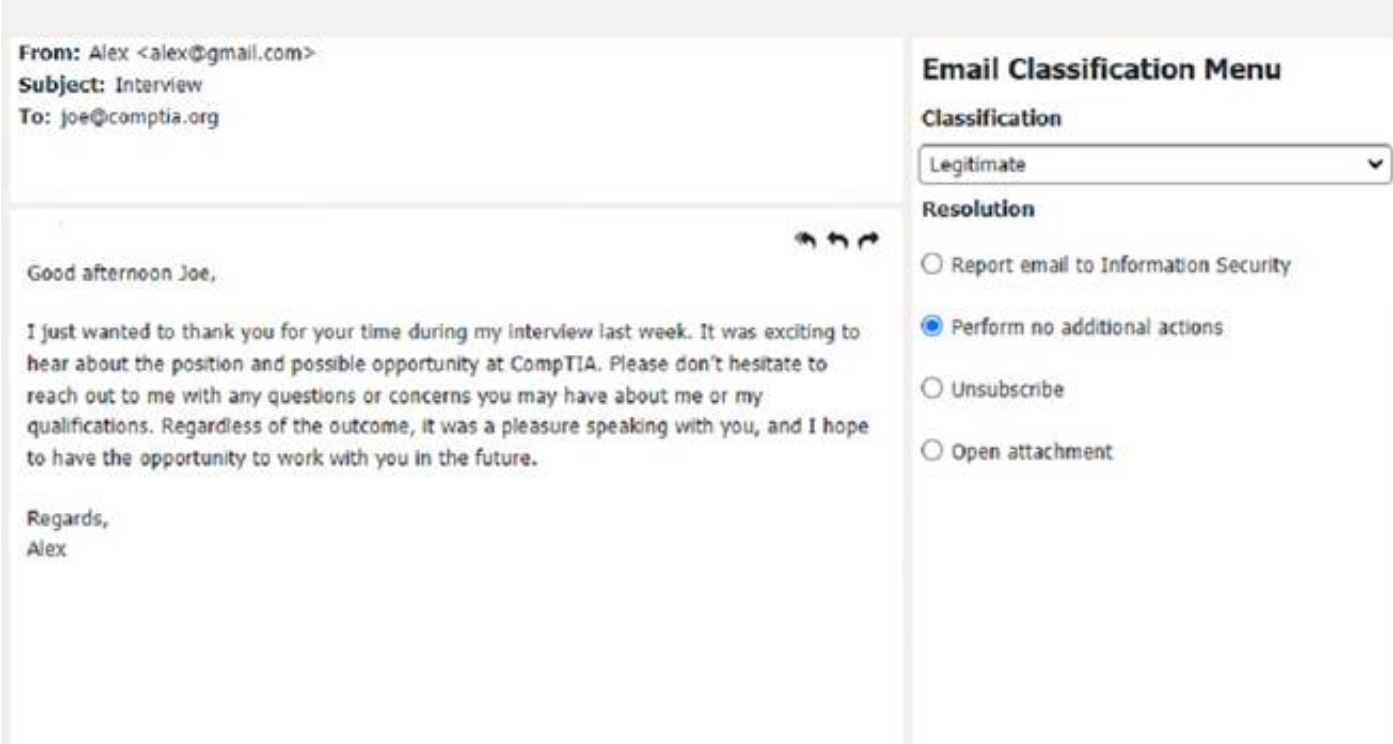 From: Alex <alex@gmail.com>
Subject: Interview
To: joe@comptia.org
Good afternoon Joe,
I just wanted to thank you for your time during my interview last week. It was exciting to
hear about the position and possible opportunity at CompTIA. Please don't hesitate to
reach out to me with any questions or concerns you may have about me or my
qualifications. Regardless of the outcome, it was a pleasure speaking with you, and I hope
to have the opportunity to work with you in the future.
Regards,
Alex
Email Classification Menu
Classification
Legitimate
Resolution
Report email to Information Security
Perform no additional actions
Unsubscribe
Open attachment